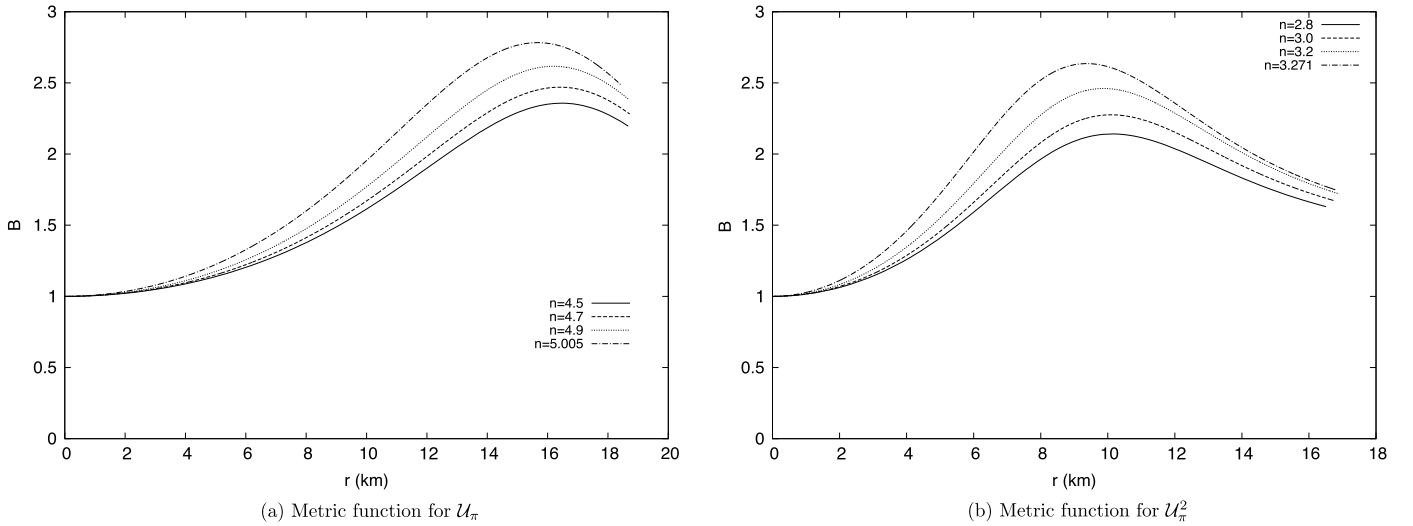 3
2.5
2
1.5
1
0.5
0
B
0 2 4 6 8 10 12 14 16 18 20
r (km)
n=4.5
n=4.7
n=4.9
n=5.005
(a) Metric function for 𝒰π
3
2.5
2
1.5
1
0.5
0
B
0 2 4 6 8 10 12 14 16 18
r (km)
n=2.8
n=3.0
n=3.2
n=3.271
(b) Metric function for 𝒰π²